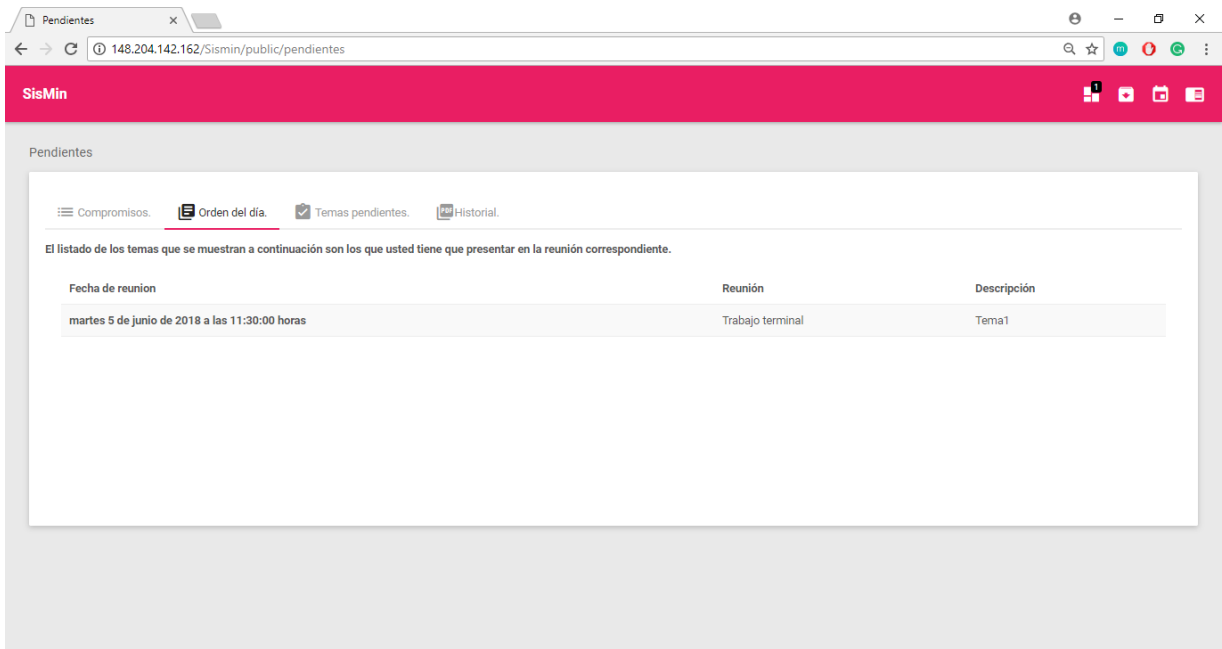 Pendientes
148.204.142.162/Sismin/public/pendientes
m
G
SisMin
1
Pendientes
Compromisos. Orden del día. Temas pendientes. PDF Historial.
El listado de los temas que se muestran a continuación son los que usted tiene que presentar en la reunión correspondiente.
Fecha de reunion Reunión Descripción
martes 5 de junio de 2018 a las 11:30:00 horas Trabajo terminal Tema1